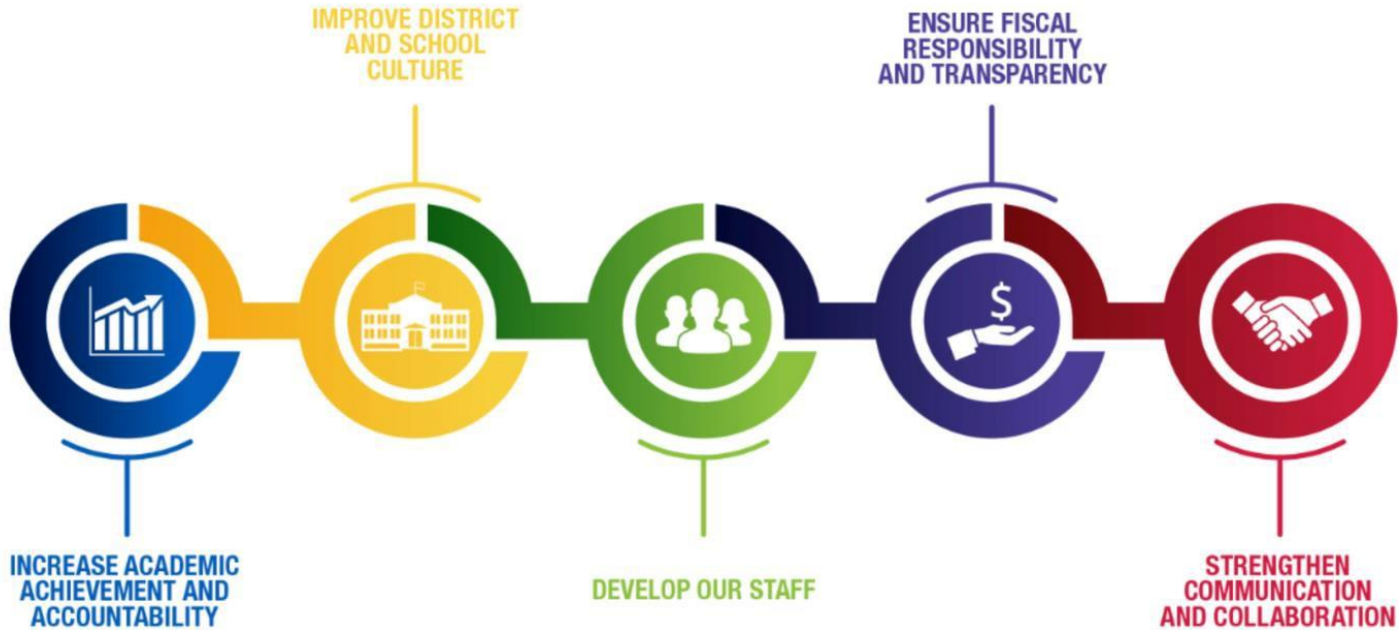 IMPROVE DISTRICT
AND SCHOOL
CULTURE
ENSURE FISCAL
RESPONSIBILITY
AND TRANSPARENCY
$
INCREASE ACADEMIC
ACHIEVEMENT AND
ACCOUNTABILITY
DEVELOP OUR STAFF
STRENGTHEN
COMMUNICATION
AND COLLABORATION